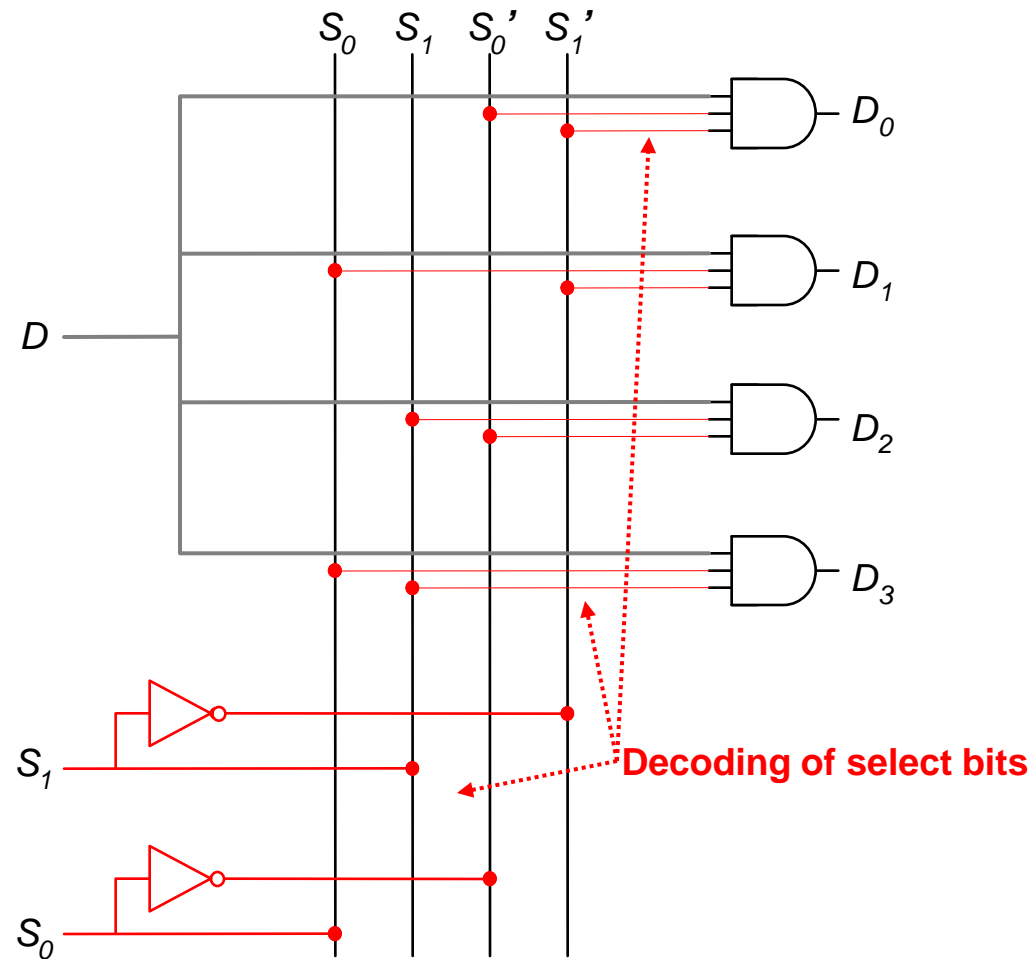 S₀ S₁ S₀’ S₁’
D₀
D₁
D
D₂
D₃
S₁
Decoding of select bits
S₀